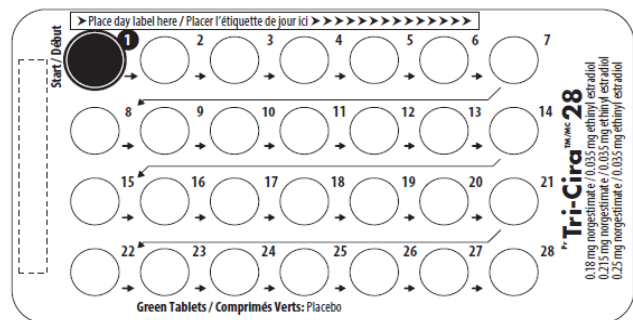 ➤Place day label here / Placer l'étiquette de jour ici ➤➤➤➤➤➤➤➤➤➤➤➤➤➤
Start / Début
1 2 3 4 5 6 7
8 9 10 11 12 13 14
15 16 17 18 19 20 21
22 23 24 25 26 27 28
Green Tablets / Comprimés Verts: Placebo
Pr Tri-Cira™/MC 28
0.18 mg norgestimate / 0.035 mg ethinyl estradiol
0.215 mg norgestimate / 0.035 mg ethinyl estradiol
0.25 mg norgestimate / 0.035 mg ethinyl estradiol